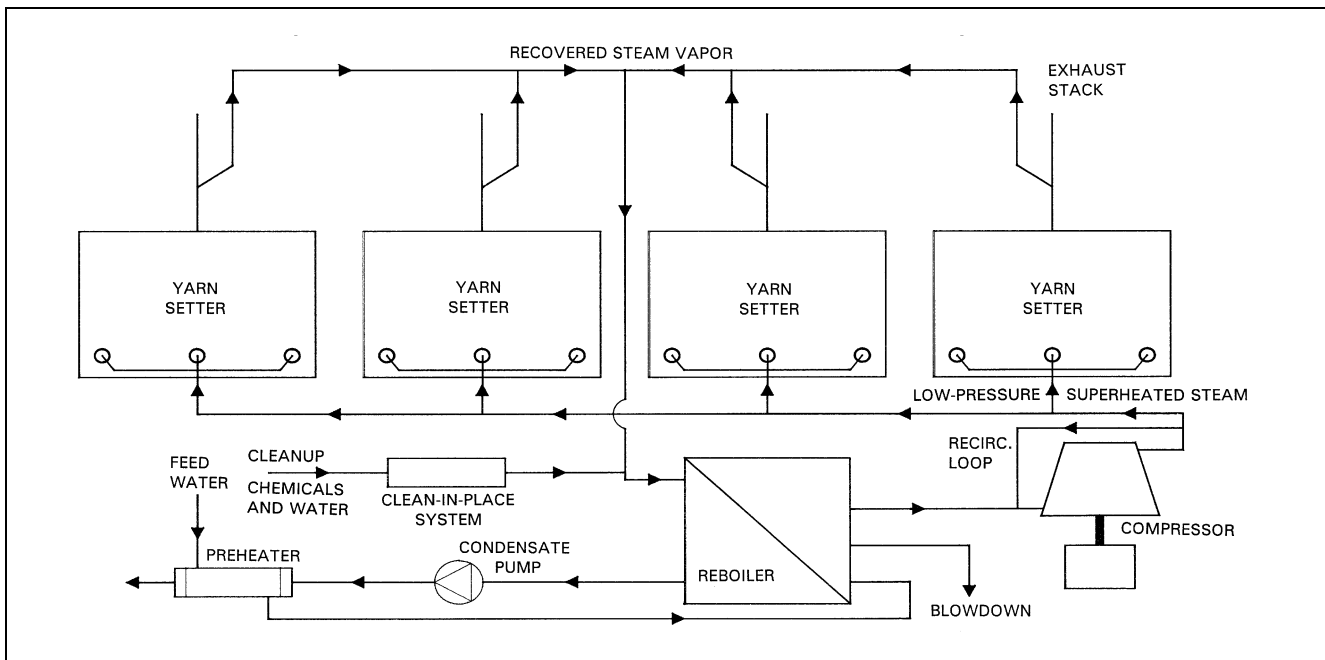 RECOVERED STEAM VAPOR
EXHAUST
STACK
YARN
SETTER
YARN
SETTER
YARN
SETTER
YARN
SETTER
LOW-PRESSURE SUPERHEATED STEAM
RECIRC.
LOOP
FEED
WATER
CLEANUP
CHEMICALS
AND WATER
CLEAN-IN-PLACE
SYSTEM
COMPRESSOR
PREHEATER
CONDENSATE
PUMP
REBOILER
BLOWDOWN